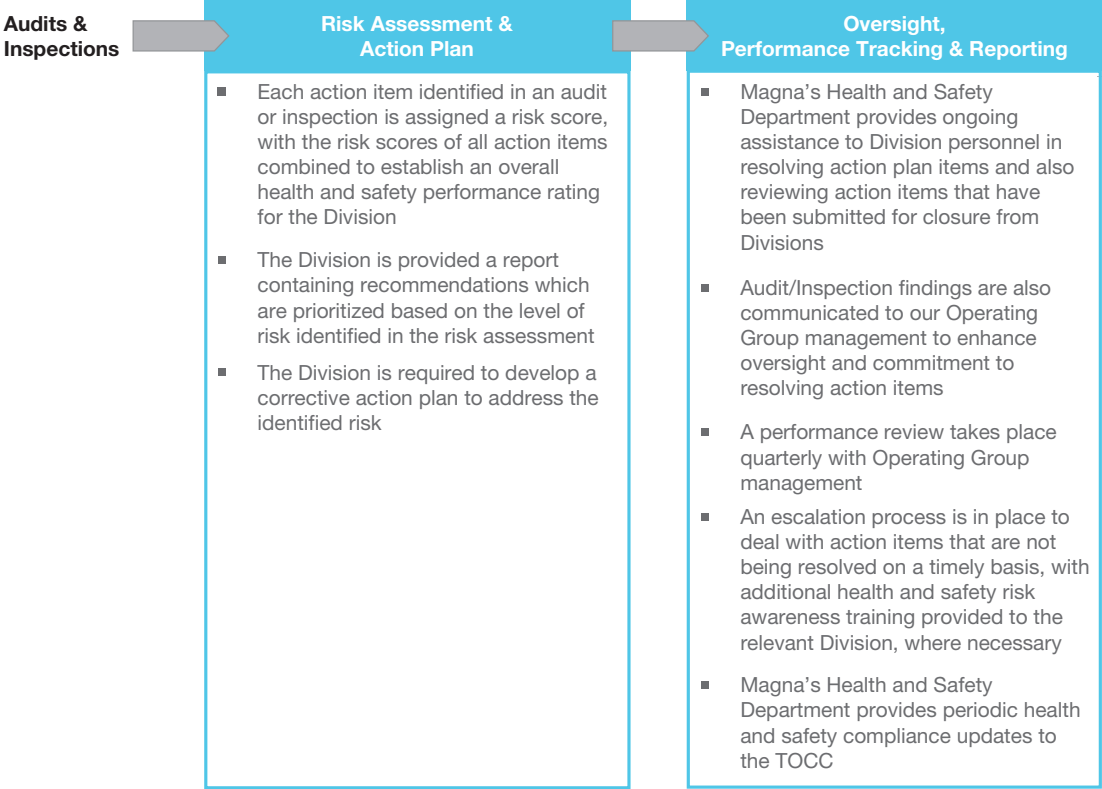 Audits &
Inspections
Risk Assessment &
Action Plan
■ Each action item identified in an audit
or inspection is assigned a risk score,
with the risk scores of all action items
combined to establish an overall
health and safety performance rating
for the Division
■ The Division is provided a report
containing recommendations which
are prioritized based on the level of
risk identified in the risk assessment
■ The Division is required to develop a
corrective action plan to address the
identified risk
Oversight,
Performance Tracking & Reporting
■ Magna’s Health and Safety
Department provides ongoing
assistance to Division personnel in
resolving action plan items and also
reviewing action items that have
been submitted for closure from
Divisions
■ Audit/Inspection findings are also
communicated to our Operating
Group management to enhance
oversight and commitment to
resolving action items
■ A performance review takes place
quarterly with Operating Group
management
■ An escalation process is in place to
deal with action items that are not
being resolved on a timely basis, with
additional health and safety risk
awareness training provided to the
relevant Division, where necessary
■ Magna’s Health and Safety
Department provides periodic health
and safety compliance updates to
the TOCC